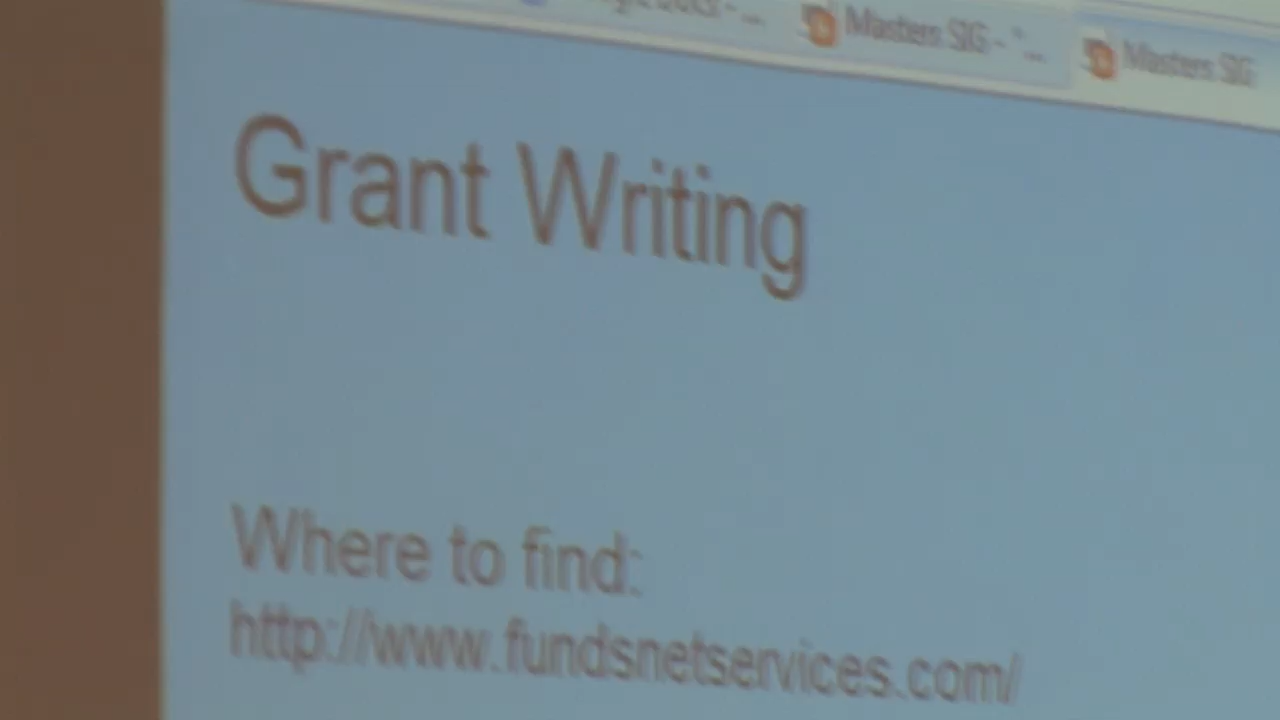 Masters SIG - "...
Masters SIG
Grant Writing
Where to find:
http://www.fundsnetservices.com/